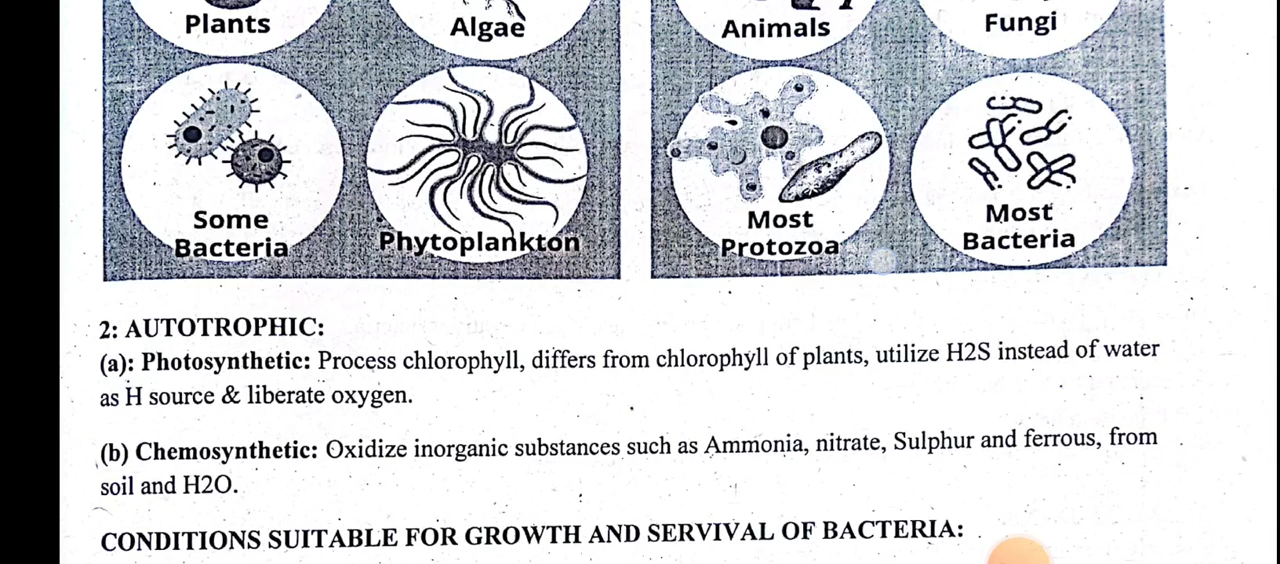 Plants
Algae
Animals
Fungi
Some
Bacteria
Phytoplankton
Most
Protozoa
Most
Bacteria
2: AUTOTROPHIC:
(a): Photosynthetic: Process chlorophyll, differs from chlorophyll of plants, utilize H2S instead of water
as H source & liberate oxygen.
(b) Chemosynthetic: Oxidize inorganic substances such as Ammonia, nitrate, Sulphur and ferrous, from
soil and H2O.
CONDITIONS SUITABLE FOR GROWTH AND SERVIVAL OF BACTERIA: